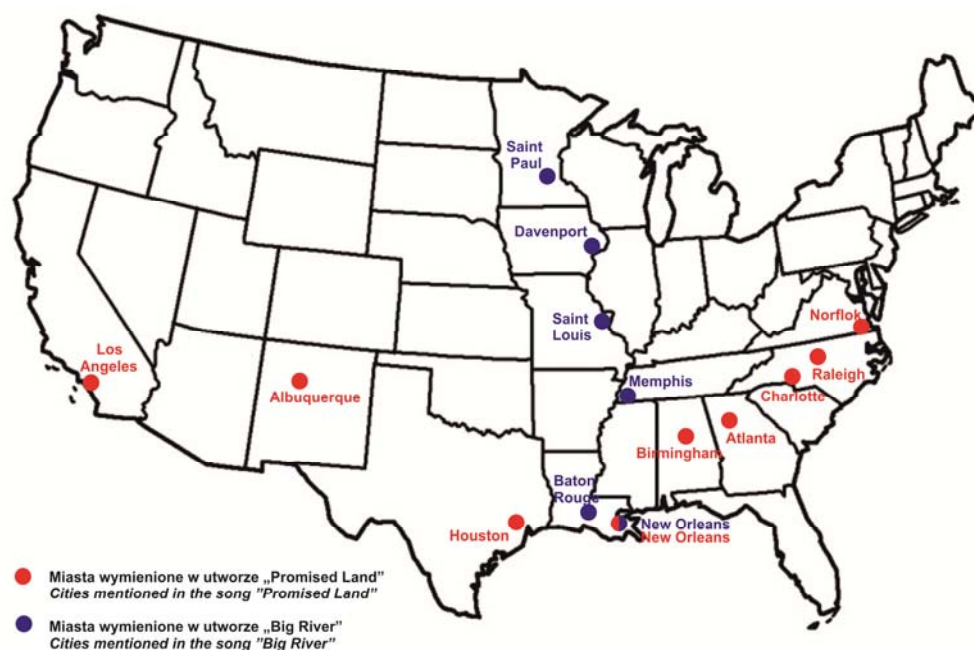 Saint
Paul
Davenport
Saint
Louis
Norflok
Los
Angeles
Albuquerque
Memphis
Raleigh
Charlotte
Atlanta
Birmingham
Baton
Rouge
Houston
New Orleans
New Orleans
Miasta wymienione w utworze „Promised Land”
Cities mentioned in the song "Promised Land"
Miasta wymienione w utworze „Big River”
Cities mentioned in the song "Big River"